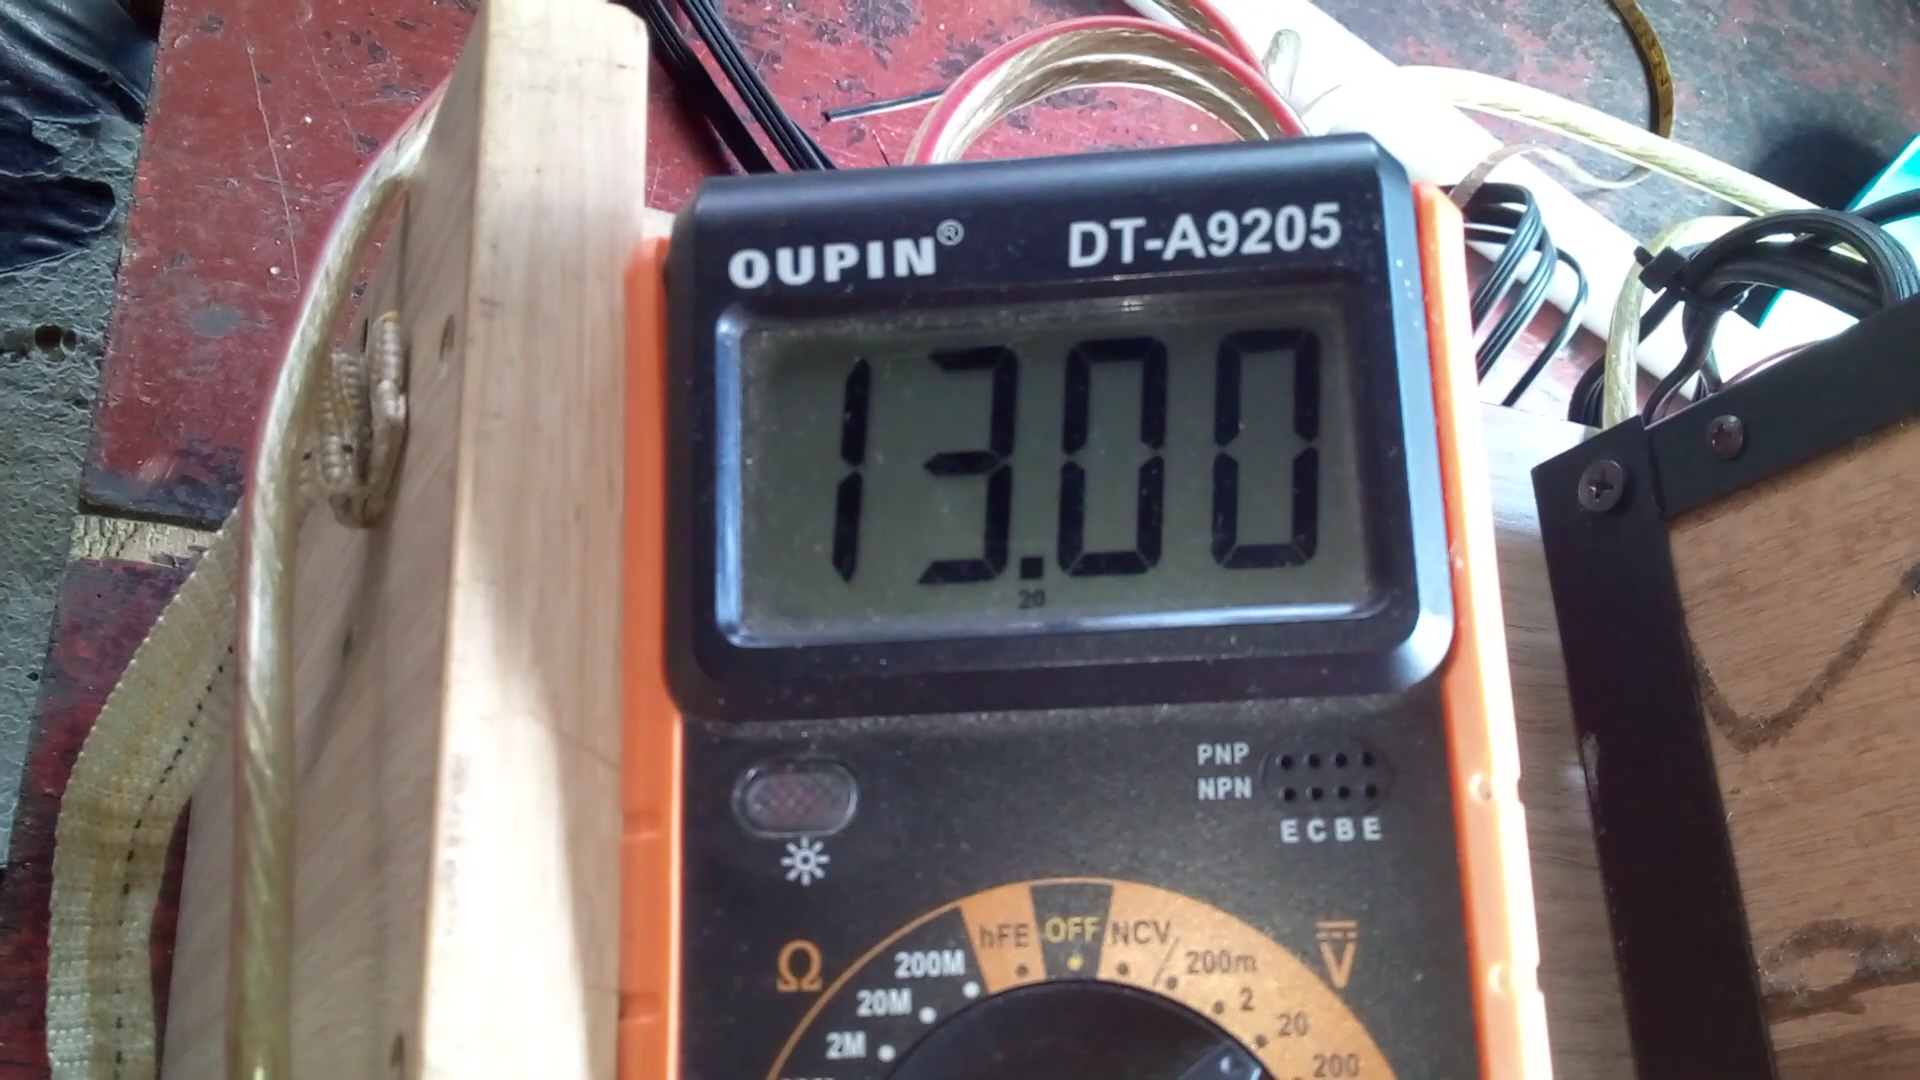 OUPIN® DT-A9205
13.00
20
PNP
NPN
ECBE
hFE OFF NCV
Ω 200M 200m V
20M 2
2M 20
200